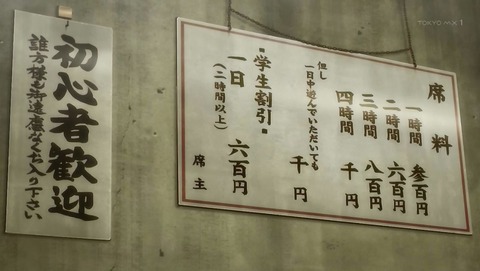 初心者歓迎
誰方様も御遠慮なくお入り下さい
TOKYO MX 1
席料
一時間 参百円
二時間 六百円
三時間 八百円
四時間 千円
但し
一日中遊んでいただいても 千円
・学生割引・
一日 六百円
(二時間以上)
席主